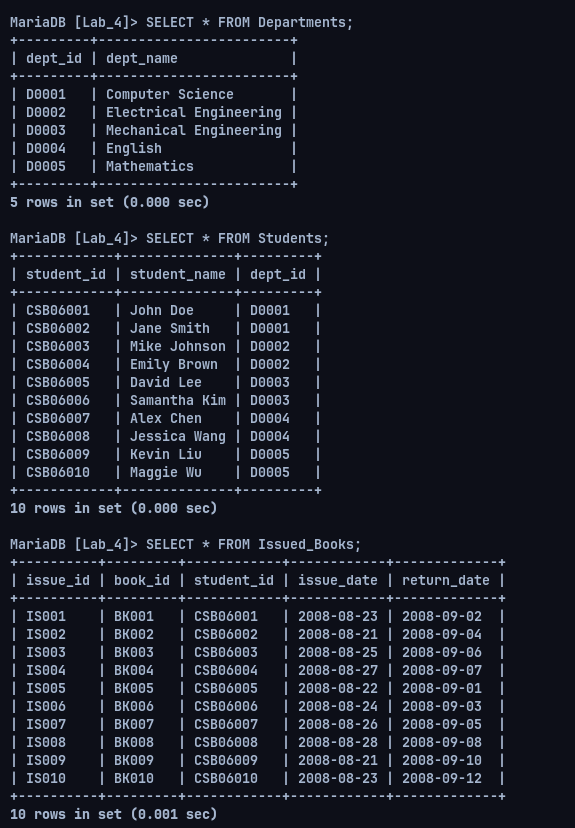 MariaDB [Lab_4]> SELECT * FROM Departments;
+---------+------------------------+
| dept_id | dept_name              |
+---------+------------------------+
| D0001   | Computer Science       |
| D0002   | Electrical Engineering |
| D0003   | Mechanical Engineering |
| D0004   | English                |
| D0005   | Mathematics            |
+---------+------------------------+
5 rows in set (0.000 sec)

MariaDB [Lab_4]> SELECT * FROM Students;
+------------+--------------+---------+
| student_id | student_name | dept_id |
+------------+--------------+---------+
| CSB06001   | John Doe     | D0001   |
| CSB06002   | Jane Smith   | D0001   |
| CSB06003   | Mike Johnson | D0002   |
| CSB06004   | Emily Brown  | D0002   |
| CSB06005   | David Lee    | D0003   |
| CSB06006   | Samantha Kim | D0003   |
| CSB06007   | Alex Chen    | D0004   |
| CSB06008   | Jessica Wang | D0004   |
| CSB06009   | Kevin Liu    | D0005   |
| CSB06010   | Maggie Wu    | D0005   |
+------------+--------------+---------+
10 rows in set (0.000 sec)

MariaDB [Lab_4]> SELECT * FROM Issued_Books;
+----------+---------+------------+------------+-------------+
| issue_id | book_id | student_id | issue_date | return_date |
+----------+---------+------------+------------+-------------+
| IS001    | BK001   | CSB06001   | 2008-08-23 | 2008-09-02  |
| IS002    | BK002   | CSB06002   | 2008-08-21 | 2008-09-04  |
| IS003    | BK003   | CSB06003   | 2008-08-25 | 2008-09-06  |
| IS004    | BK004   | CSB06004   | 2008-08-27 | 2008-09-07  |
| IS005    | BK005   | CSB06005   | 2008-08-22 | 2008-09-01  |
| IS006    | BK006   | CSB06006   | 2008-08-24 | 2008-09-03  |
| IS007    | BK007   | CSB06007   | 2008-08-26 | 2008-09-05  |
| IS008    | BK008   | CSB06008   | 2008-08-28 | 2008-09-08  |
| IS009    | BK009   | CSB06009   | 2008-08-21 | 2008-09-10  |
| IS010    | BK010   | CSB06010   | 2008-08-23 | 2008-09-12  |
+----------+---------+------------+------------+-------------+
10 rows in set (0.001 sec)